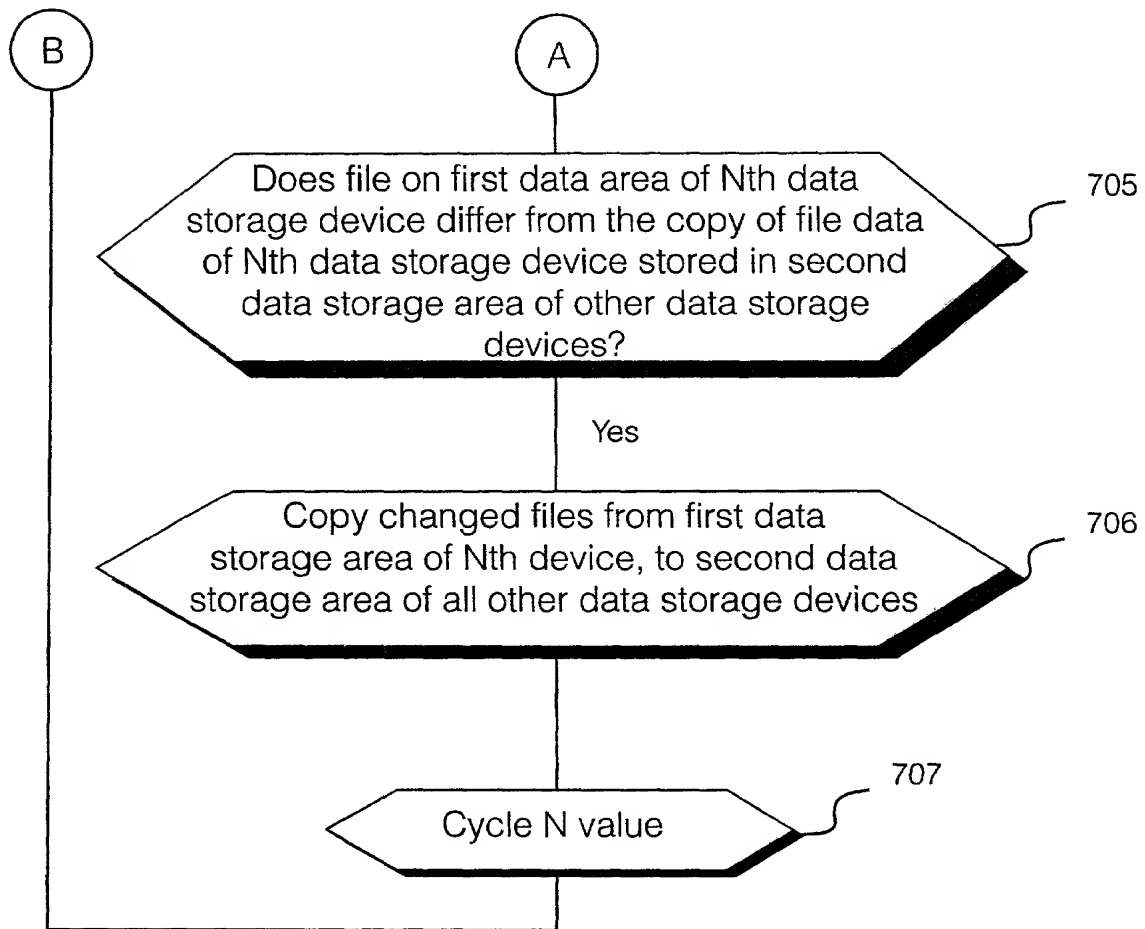 B
A
Does file on first data area of Nth data
storage device differ from the copy of file data
of Nth data storage device stored in second
data storage area of other data storage
devices?
705
Yes
Copy changed files from first data
storage area of Nth device, to second data
storage area of all other data storage devices
706
Cycle N value
707